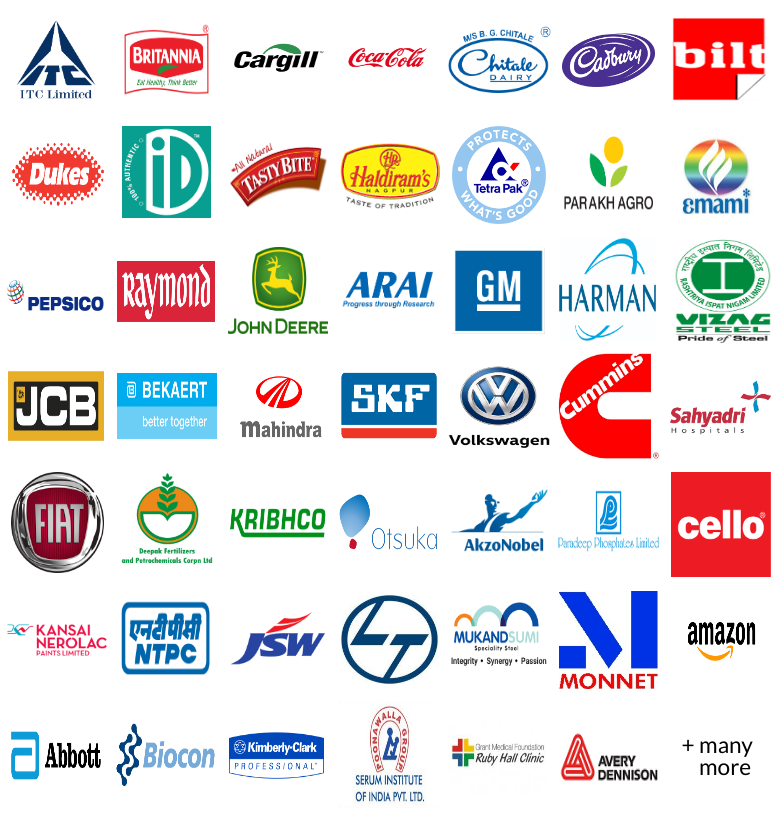 ITC Limited
BRITANNIA
®
Eat Healthy, Think Better
Cargill™
Coca-Cola
M/S B. G. CHITALE
®
Chitale
DAIRY
Cadbury
bilt
Dukes
100% AUTHENTIC
iD
™
All Natural
TASTY BITE
HR
Haldiram's
NAGPUR
TASTE OF TRADITION
PROTECTS
Tetra Pak®
WHAT'S GOOD
PARAKH AGRO
emami
PEPSICO
Raymond
JOHN DEERE
ARAI
Progress through Research
GM
HARMAN
राष्ट्रीय इस्पात निगम लिमिटेड
RASHTRIYA ISPAT NIGAM LIMITED
VIZAG
STEEL
Pride of Steel
JCB
BEKAERT
better together
Mahindra
SKF
Volkswagen
Cummins
®
Sahyadri
Hospitals
FIAT
Deepak Fertilizers
and Petrochemicals Corpn Ltd
KRIBHCO
Otsuka
AkzoNobel
Paradeep Phosphates Limited
cello®
KANSAI
NEROLAC
PAINTS LIMITED
एनटीपीसी
NTPC
JSW
LT
MUKANDSUMI
Speciality Steel
Integrity • Synergy • Passion
MONNET
amazon
Abbott
Biocon
Kimberly-Clark
PROFESSIONAL*
POONAWALLA GROUP
SERUM INSTITUTE
OF INDIA PVT. LTD.
Grant Medical Foundation
Ruby Hall Clinic
AVERY
DENNISON
+ many
more